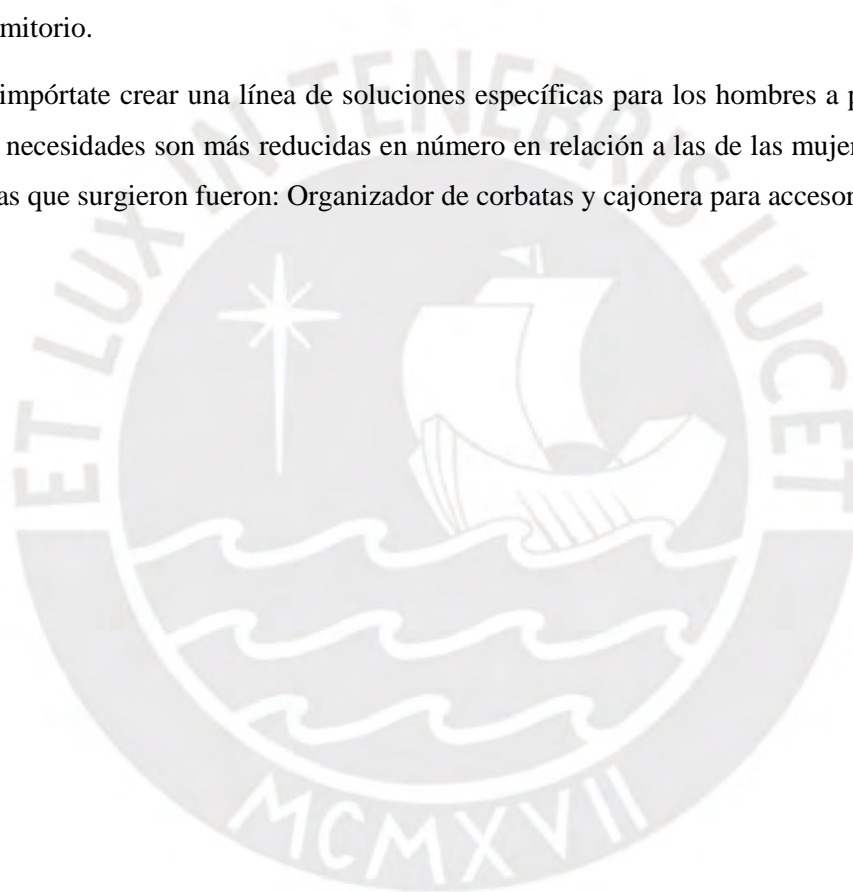 mitorio.
impórtate crear una línea de soluciones específicas para los hombres a p
necesidades son más reducidas en número en relación a las de las mujer
as que surgieron fueron: Organizador de corbatas y cajonera para accesor
ET LUX IN TENEBRIS LUCET
MCMXVII